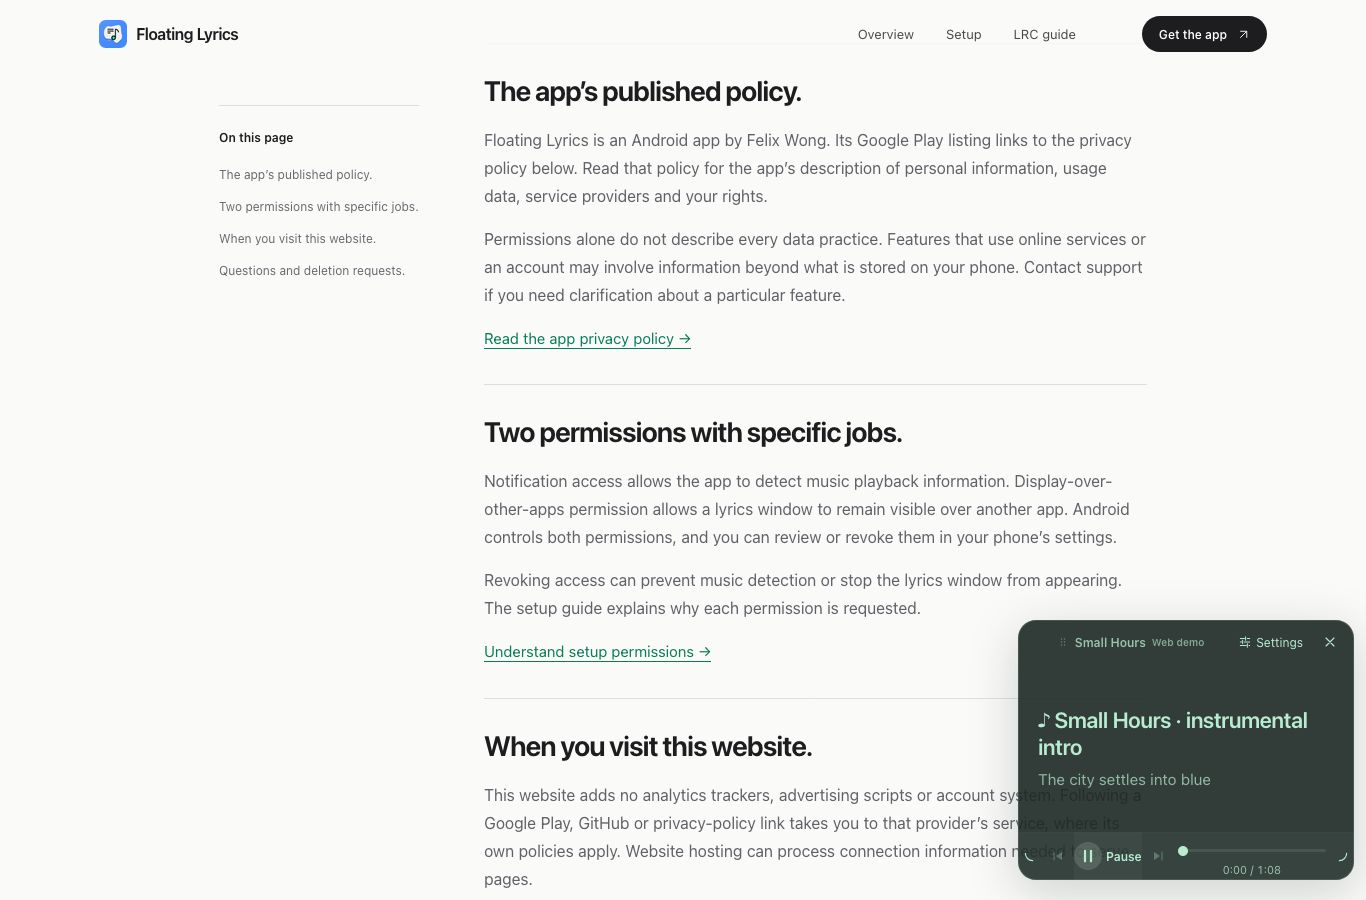 Floating Lyrics
Overview
Setup
LRC guide
Get the app
On this page
The app's published policy.
Two permissions with specific jobs.
When you visit this website.
Questions and deletion requests.
The app’s published policy.
Floating Lyrics is an Android app by Felix Wong. Its Google Play listing links to the privacy
policy below. Read that policy for the app’s description of personal information, usage
data, service providers and your rights.
Permissions alone do not describe every data practice. Features that use online services or
an account may involve information beyond what is stored on your phone. Contact support
if you need clarification about a particular feature.
Read the app privacy policy →
Two permissions with specific jobs.
Notification access allows the app to detect music playback information. Display-over-
other-apps permission allows a lyrics window to remain visible over another app. Android
controls both permissions, and you can review or revoke them in your phone’s settings.
Revoking access can prevent music detection or stop the lyrics window from appearing.
The setup guide explains why each permission is requested.
Understand setup permissions →
When you visit this website.
This website adds no analytics trackers, advertising scripts or account system. Following a
Google Play, GitHub or privacy-policy link takes you to that provider’s service, where its
own policies apply. Website hosting can process connection information needed
pages.
Small Hours Web demo
Settings
♪ Small Hours · instrumental
intro
The city settles into blue
Pause
0:00 / 1:08